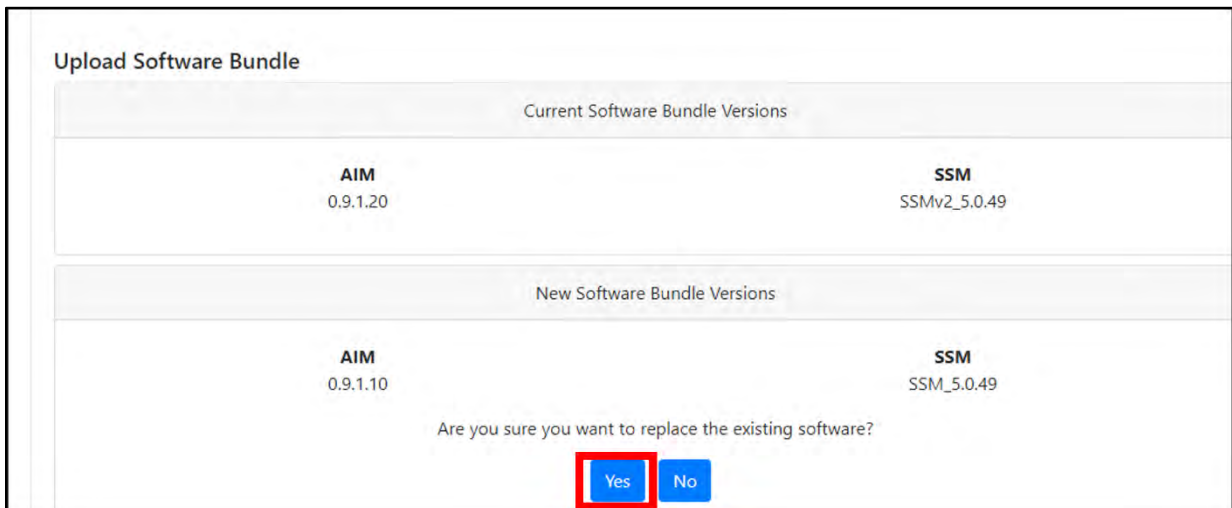 Upload Software Bundle
Current Software Bundle Versions
AIM SSM
0.9.1.20 SSMv2_5.0.49
New Software Bundle Versions
AIM SSM
0.9.1.10 SSM_5.0.49
Are you sure you want to replace the existing software?
Yes No